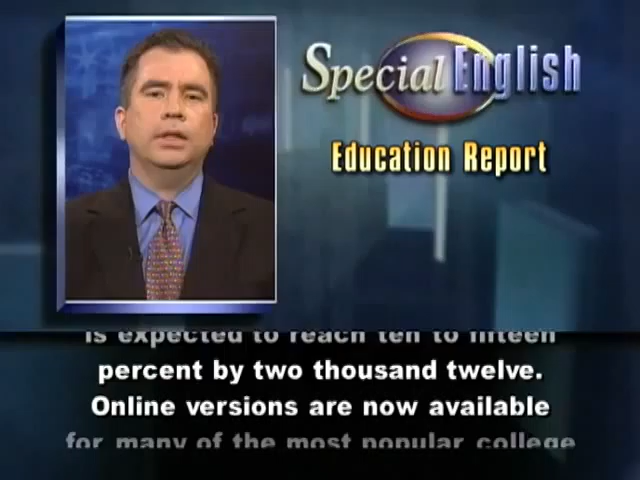 Special English
Education Report
is expected to reach ten to fifteen
percent by two thousand twelve.
Online versions are now available
for many of the most popular college